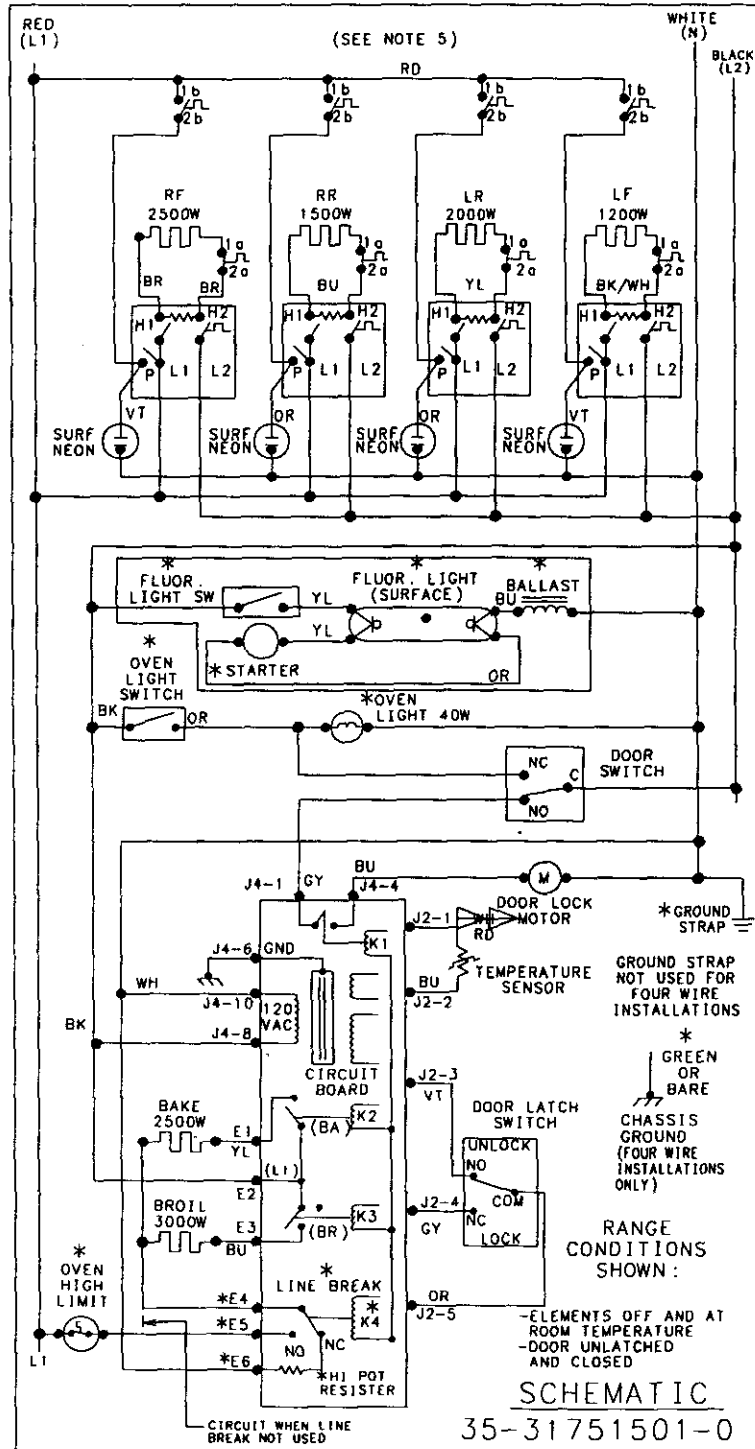 RED
(L1)
(SEE NOTE 5)
WHITE
(N)
BLACK
(L2)
RD
1b
2b
1b
2b
1b
2b
1b
2b
RF
2500W
RR
1500W
LR
2000W
LF
1200W
1a
2a
1a
2a
1a
2a
1a
2a
BR
BR
BU
YL
BK/WH
H1
H2
H1
H2
H1
H2
H1
H2
P
L1
L2
P
L1
L2
P
L1
L2
P
L1
L2
VT
OR
OR
VT
SURF
NEON
SURF
NEON
SURF
NEON
SURF
NEON
*
FLUOR.
LIGHT SW
YL
*
FLUOR. LIGHT
(SURFACE)
*
BALLAST
BU
YL
*STARTER
OR
*
OVEN
LIGHT
SWITCH
BK
OR
*OVEN
LIGHT 40W
NC
C
NO
DOOR
SWITCH
J4-1
GY
BU
J4-4
M
DOOR LOCK
MOTOR
*GROUND
STRAP
J2-1
WH
RD
K1
J4-6
GND
TEMPERATURE
SENSOR
BU
J2-2
GROUND STRAP
NOT USED FOR
FOUR WIRE
INSTALLATIONS
WH
J4-10
120
VAC
BK
J4-8
CIRCUIT
BOARD
*
GREEN
OR
BARE
CHASSIS
GROUND
(FOUR WIRE
INSTALLATIONS
ONLY)
J2-3
VT
DOOR LATCH
SWITCH
BAKE
2500W
E1
YL
(BA)
K2
UNLOCK
NO
COM
NC
LOCK
(L1)
E2
BROIL
3000W
E3
BU
(BR)
K3
J2-4
GY
RANGE
CONDITIONS
SHOWN:
*
OVEN
HIGH
LIMIT
*
LINE BREAK
*E4
*
K4
*E5
NO
NC
OR
J2-5
*E6
*HI POT
RESISTER
L1
-ELEMENTS OFF AND AT
ROOM TEMPERATURE
-DOOR UNLATCHED
AND CLOSED
CIRCUIT WHEN LINE
BREAK NOT USED
SCHEMATIC
35-31751501-0